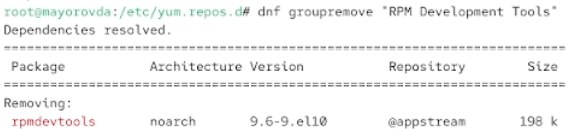 root@mayorovda:/etc/yum.repos.d# dnf groupremove "RPM Development Tools"
Dependencies resolved.
================================================================================
Package Architecture Version Repository Size
================================================================================
Removing:
rpmdevtools noarch 9.6-9.el10 @appstream 198 k